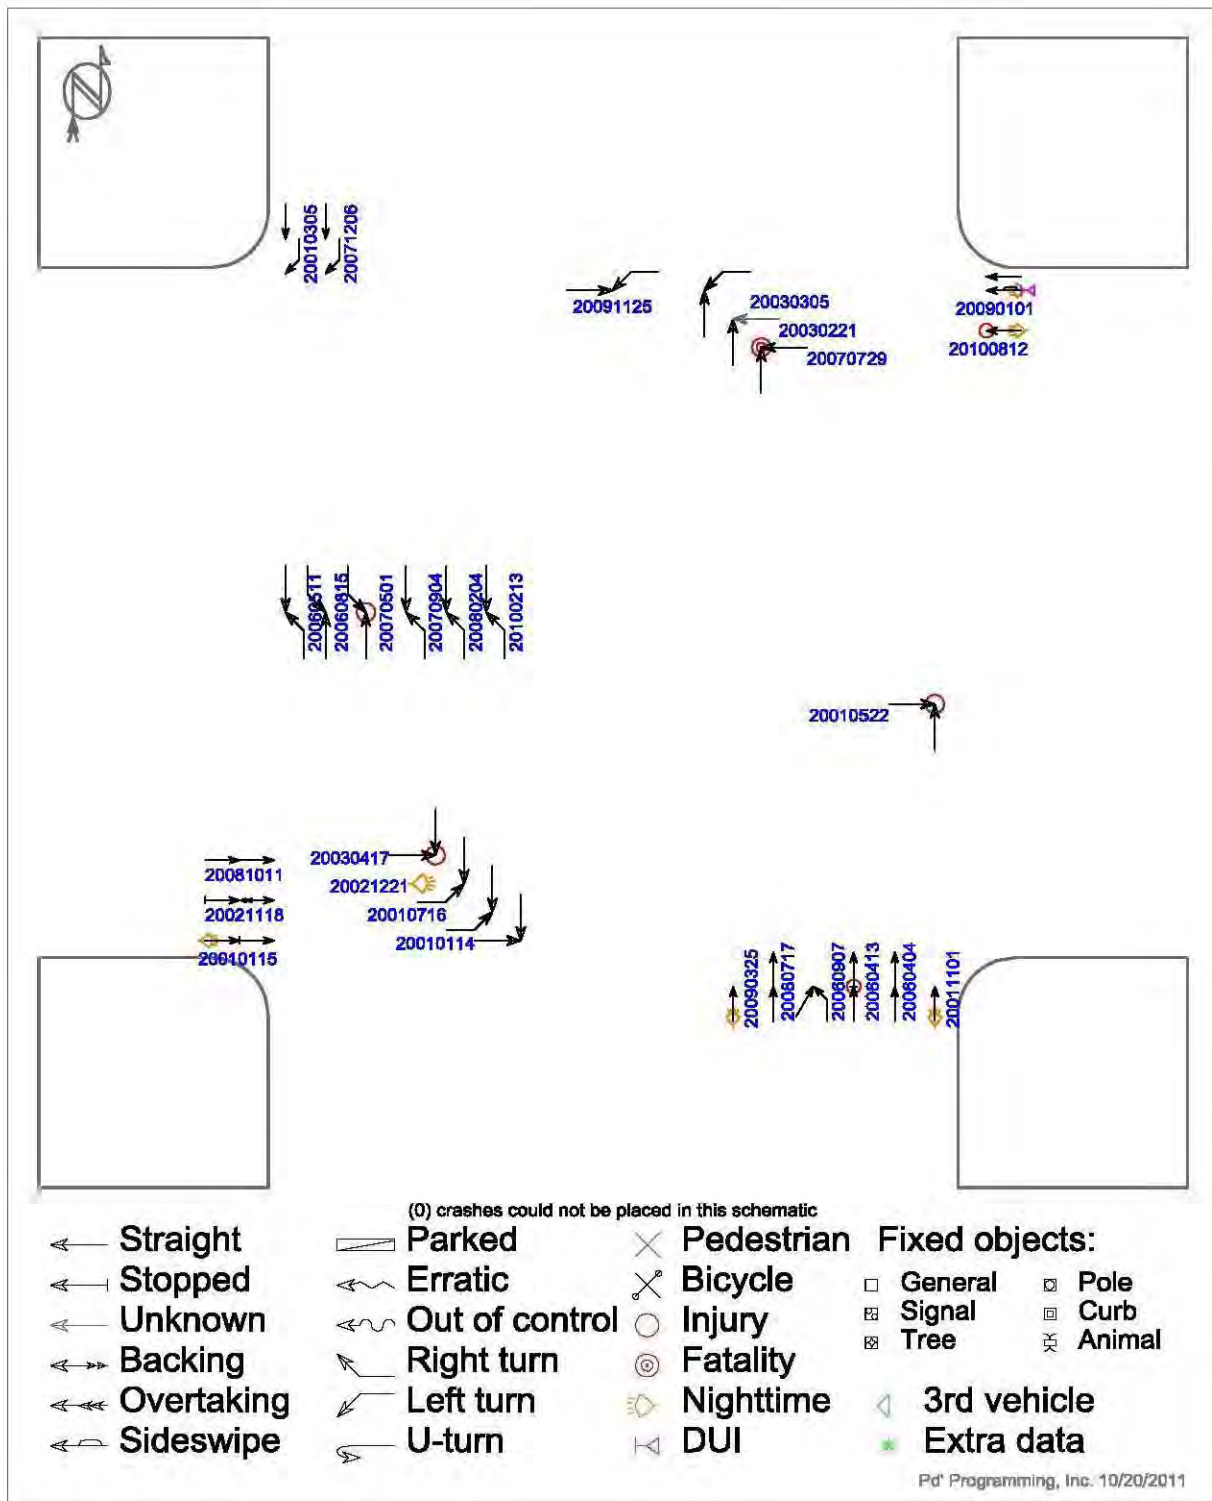 20010305
20071206
20091125
20030305
20030221
20070729
20090101
20100812
20060511
20060815
20070501
20070904
20080204
20100213
20010522
20081011
20021118
20010115
20030417
20021221
20010716
20010114
20090325
20080717
20080907
20080413
20080404
20011101
(0) crashes could not be placed in this schematic
Straight
Stopped
Unknown
Backing
Overtaking
Sideswipe
Parked
Erratic
Out of control
Right turn
Left turn
U-turn
Pedestrian
Bicycle
Injury
Fatality
Nighttime
DUI
Fixed objects:
General
Signal
Tree
Pole
Curb
Animal
3rd vehicle
Extra data
Pd' Programming, Inc. 10/20/2011